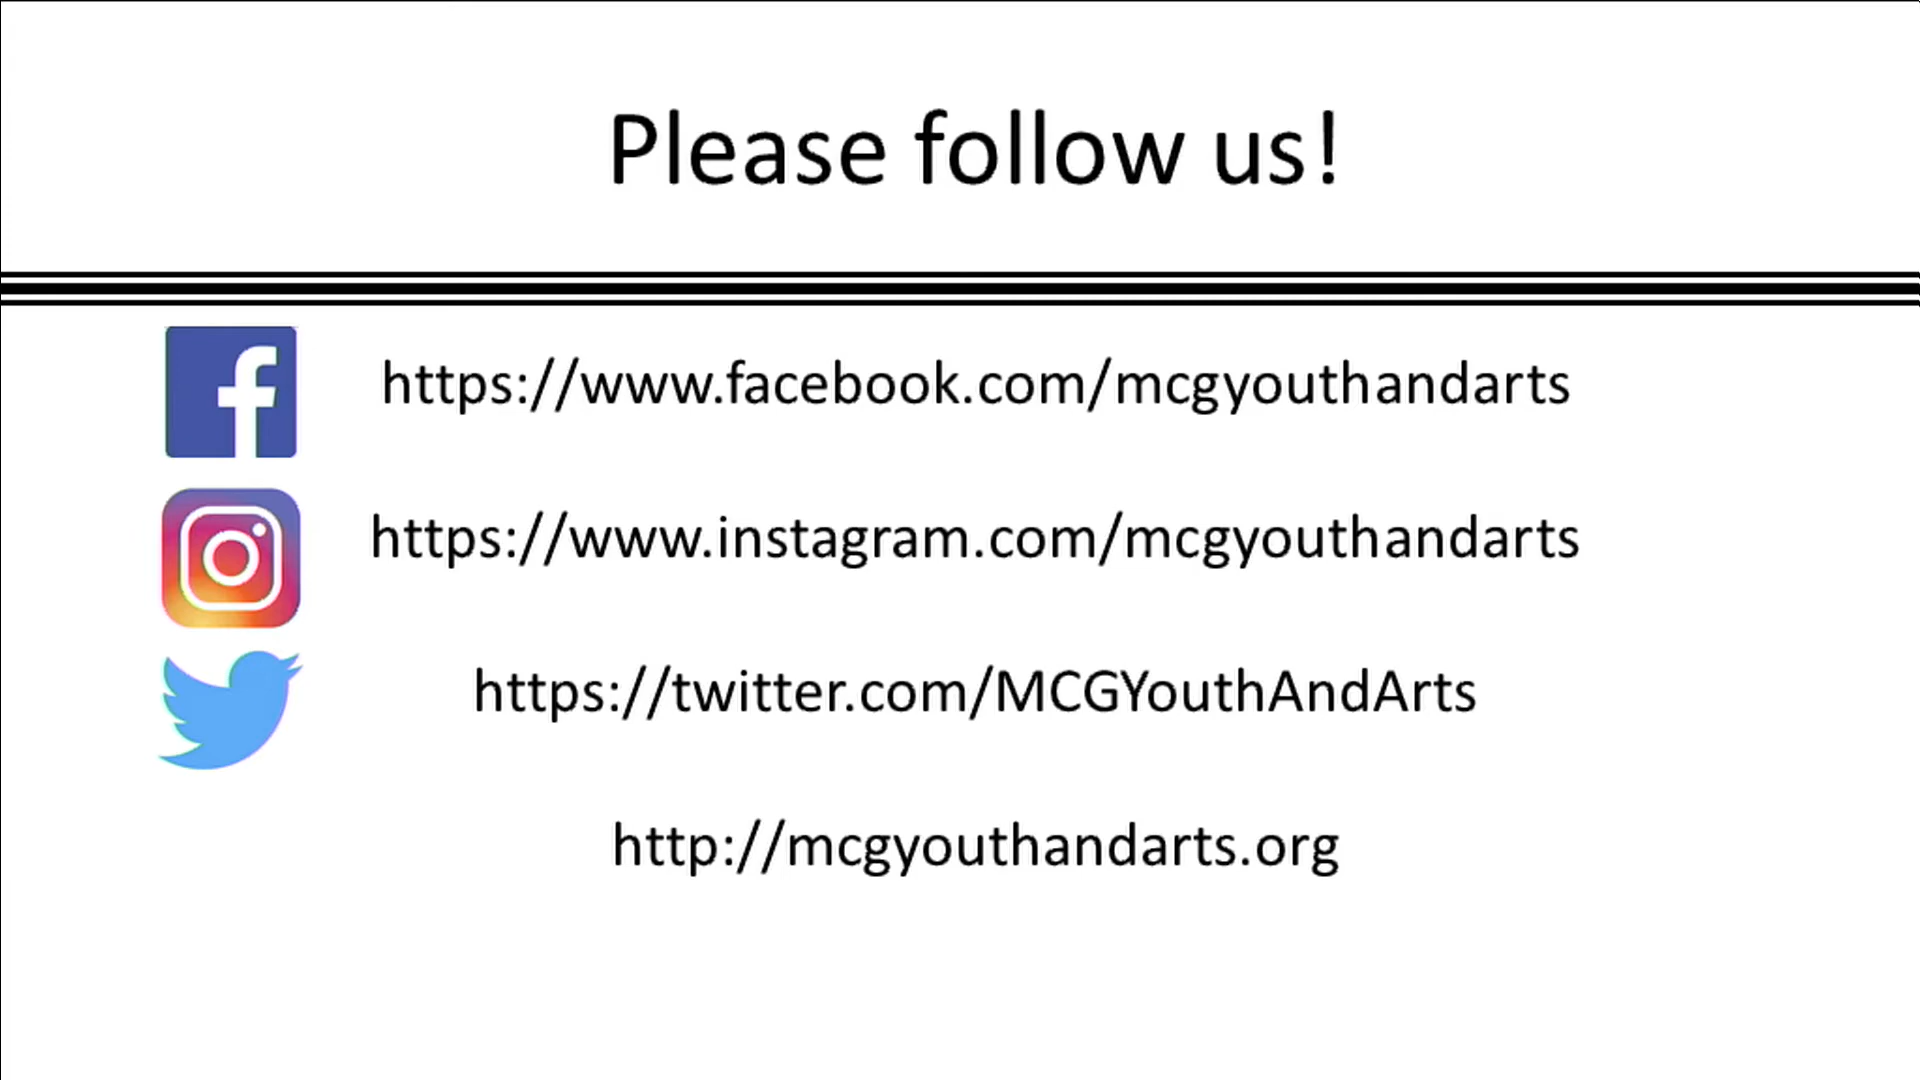 Please follow us!
https://www.facebook.com/mcgyouthandarts
https://www.instagram.com/mcgyouthandarts
https://twitter.com/MCGYouthAndArts
http://mcgyouthandarts.org